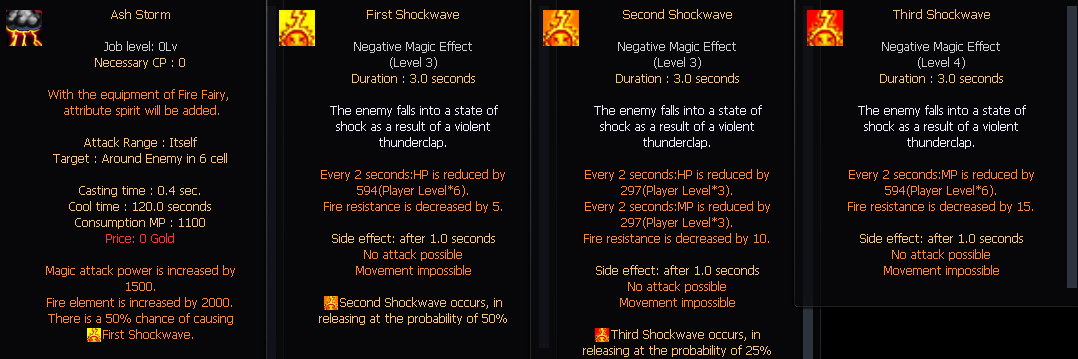 Ash Storm
Job level: 0Lv
Necessary CP : 0
With the equipment of Fire Fairy,
attribute spirit will be added.
Attack Range : Itself
Target : Around Enemy in 6 cell
Casting time : 0.4 sec.
Cool time : 120.0 seconds
Consumption MP : 1100
Price: 0 Gold
Magic attack power is increased by
1500.
Fire element is increased by 2000.
There is a 50% chance of causing
First Shockwave.
First Shockwave
Negative Magic Effect
(Level 3)
Duration : 3.0 seconds
The enemy falls into a state of
shock as a result of a violent
thunderclap.
Every 2 seconds:HP is reduced by
594(Player Level*6).
Fire resistance is decreased by 5.
Side effect: after 1.0 seconds
No attack possible
Movement impossible
Second Shockwave occurs, in
releasing at the probability of 50%
Second Shockwave
Negative Magic Effect
(Level 3)
Duration : 3.0 seconds
The enemy falls into a state of
shock as a result of a violent
thunderclap.
Every 2 seconds:HP is reduced by
297(Player Level*3).
Every 2 seconds:MP is reduced by
297(Player Level*3).
Fire resistance is decreased by 10.
Side effect: after 1.0 seconds
No attack possible
Movement impossible
Third Shockwave occurs, in
releasing at the probability of 25%
Third Shockwave
Negative Magic Effect
(Level 4)
Duration : 3.0 seconds
The enemy falls into a state of
shock as a result of a violent
thunderclap.
Every 2 seconds:MP is reduced by
594(Player Level*6).
Fire resistance is decreased by 15.
Side effect: after 1.0 seconds
No attack possible
Movement impossible